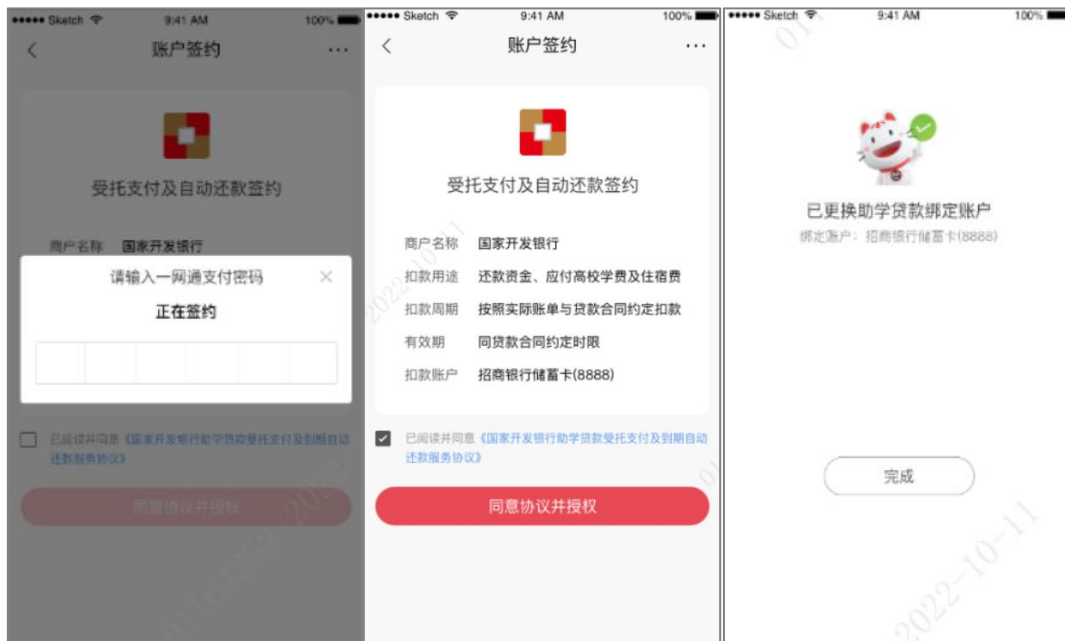 Sketch 9:41 AM 100%
账户签约
受托支付及自动还款签约
商户名称 国家开发银行
请输入一网通支付密码
正在签约
已阅读并同意《国家开发银行助学贷款受托支付及到期自动
还款服务协议》
同意协议并授权
Sketch 9:41 AM 100%
账户签约
受托支付及自动还款签约
商户名称 国家开发银行
扣款用途 还款资金、应付高校学费及住宿费
扣款周期 按照实际账单与贷款合同约定扣款
有效期 同贷款合同约定时限
扣款账户 招商银行储蓄卡(8888)
已阅读并同意《国家开发银行助学贷款受托支付及到期自动
还款服务协议》
同意协议并授权
2022-10-11
Sketch 9:41 AM 100%
已更换助学贷款绑定账户
绑定账户：招商银行储蓄卡(8888)
完成
2022-10-11